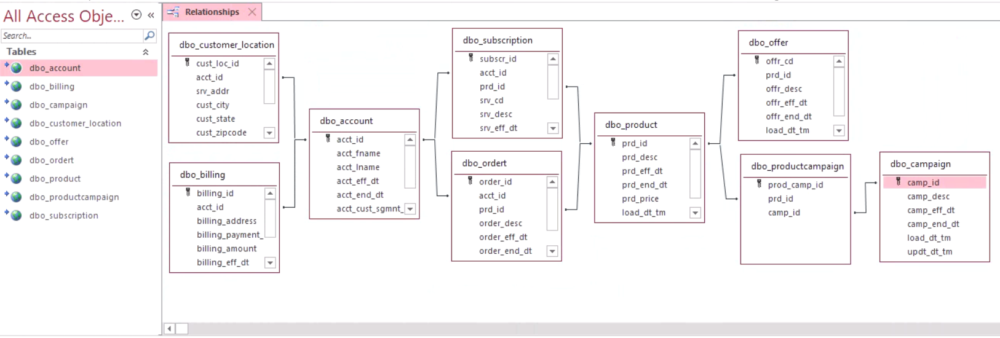 All Access Obje...
Search...
Tables
dbo_account
dbo_billing
dbo_campaign
dbo_customer_location
dbo_offer
dbo_ordert
dbo_product
dbo_productcampaign
dbo_subscription
Relationships
dbo_customer_location
cust_loc_id
acct_id
srv_addr
cust_city
cust_state
cust_zipcode
dbo_billing
billing_id
acct_id
billing_address
billing_payment_
billing_amount
billing_eff_dt
dbo_account
acct_id
acct_fname
acct_lname
acct_eff_dt
acct_end_dt
acct_cust_sgmnt_
dbo_subscription
subscr_id
acct_id
prd_id
srv_cd
srv_desc
srv_eff_dt
dbo_ordert
order_id
acct_id
prd_id
order_desc
order_eff_dt
order_end_dt
dbo_product
prd_id
prd_desc
prd_eff_dt
prd_end_dt
prd_price
load_dt_tm
dbo_offer
offr_cd
prd_id
offr_desc
offr_eff_dt
offr_end_dt
load_dt_tm
dbo_productcampaign
prod_camp_id
prd_id
camp_id
dbo_campaign
camp_id
camp_desc
camp_eff_dt
camp_end_dt
load_dt_tm
updt_dt_tm